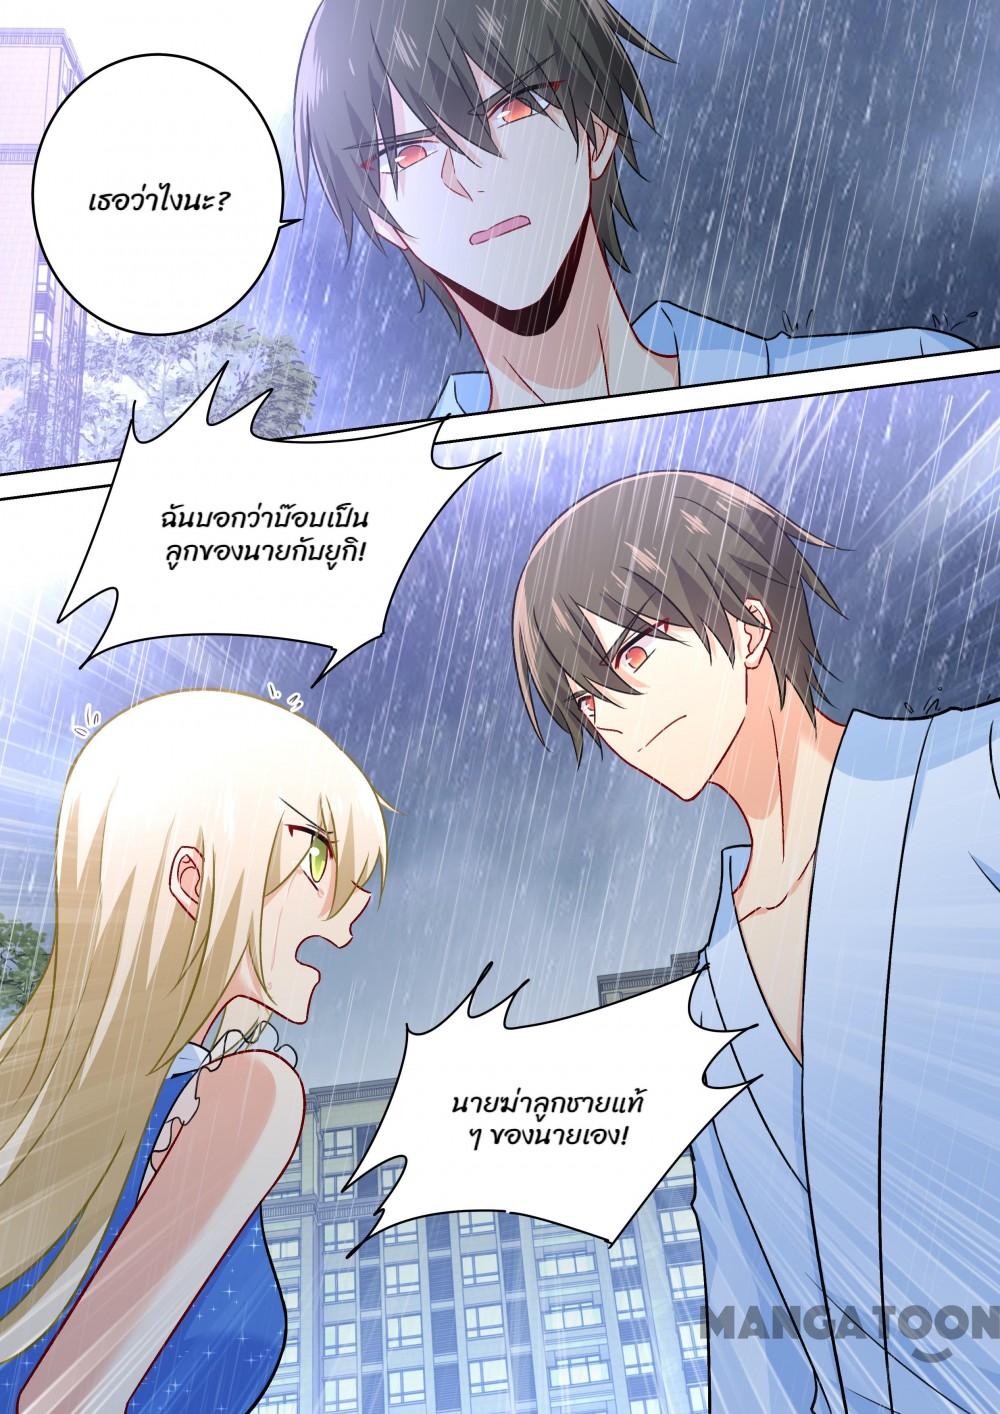 เธอว่าไงนะ?
ฉันบอกว่าบ๊อบเป็น
ลูกของนายกับยูกิ!
นายฆ่าลูกชายแท้
ๆ ของนายเอง!
MANGATOON